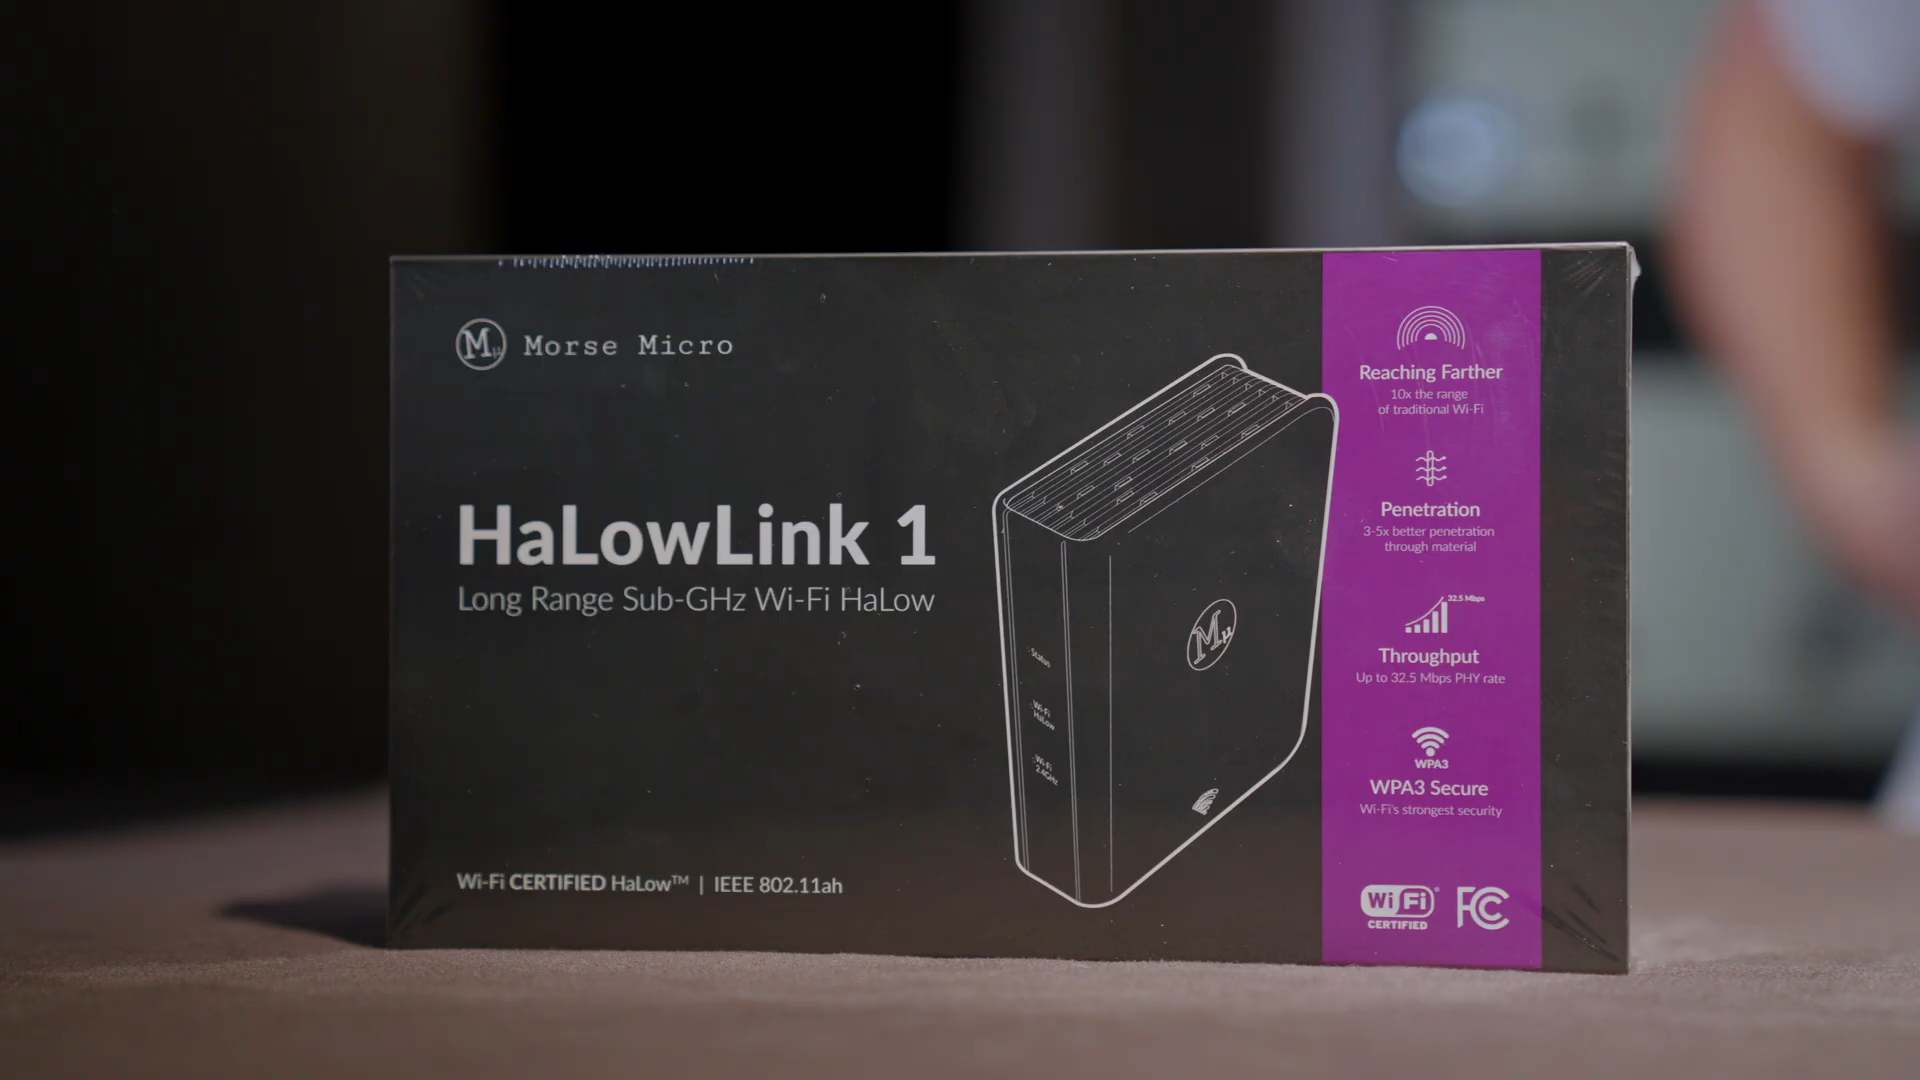 Mµ Morse Micro
HaLowLink 1
Long Range Sub-GHz Wi-Fi HaLow
Wi-Fi CERTIFIED HaLow™ | IEEE 802.11ah
Status
Wi-Fi
HaLow
Wi-Fi
2.4GHz
Mµ
Reaching Farther
10x the range
of traditional Wi-Fi
Penetration
3-5x better penetration
through material
32.5 Mbps
Throughput
Up to 32.5 Mbps PHY rate
WPA3
WPA3 Secure
Wi-Fi's strongest security
Wi Fi® FC
CERTIFIED